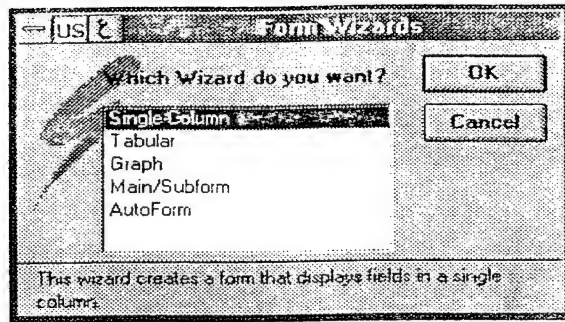 US ع Form Wizards
Which Wizard do you want?
OK
Single-Column
Cancel
Tabular
Graph
Main/Subform
AutoForm
This wizard creates a form that displays fields in a single
column.